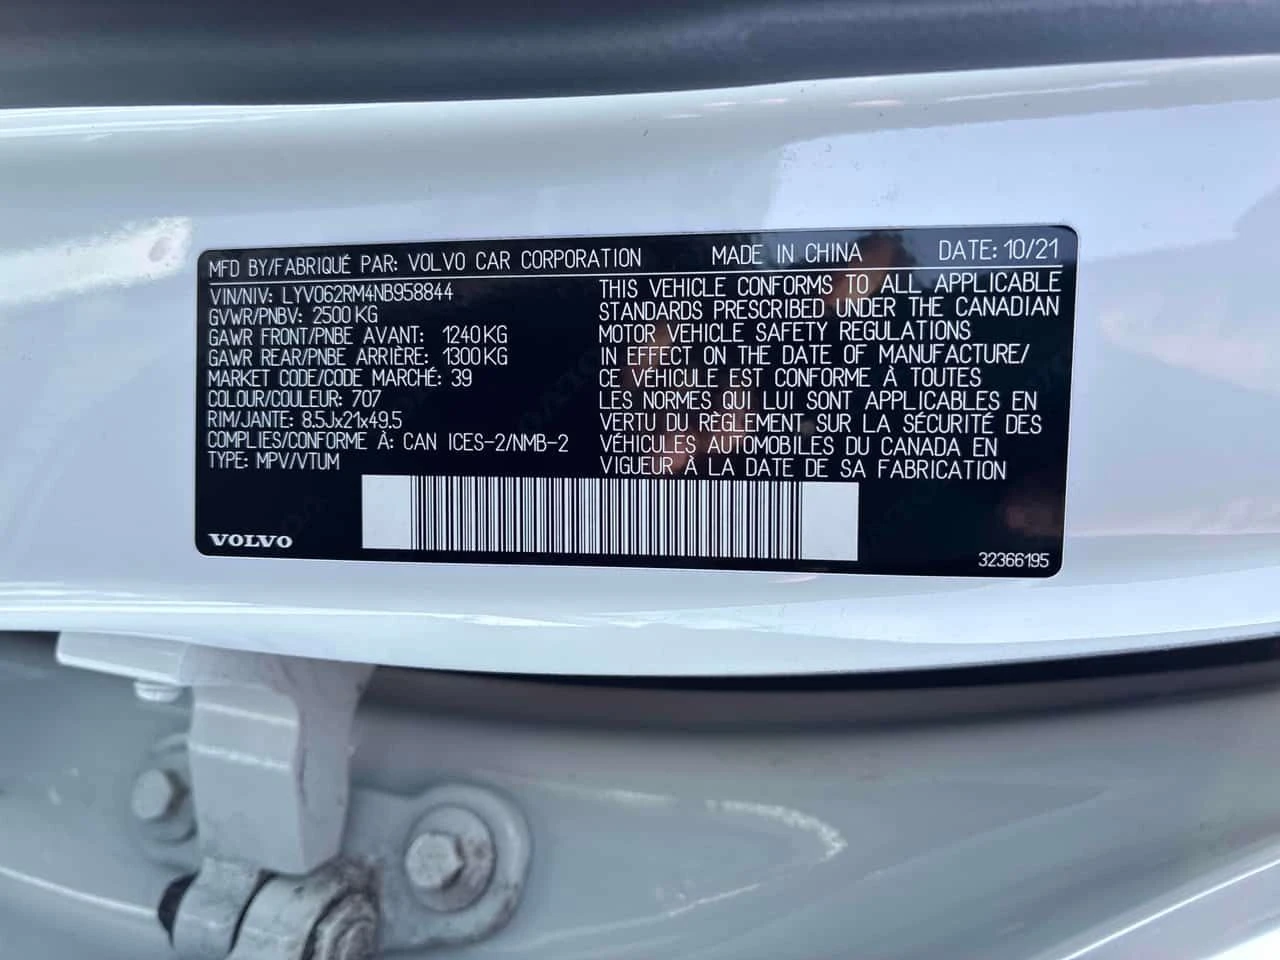 MFD BY/FABRIQUÉ PAR: VOLVO CAR CORPORATION MADE IN CHINA DATE: 10/21
VIN/NIV: LYV062RM4NB958844
GVWR/PNBV: 2500 KG
GAWR FRONT/PNBE AVANT: 1240 KG
GAWR REAR/PNBE ARRIÈRE: 1300 KG
MARKET CODE/CODE MARCHÉ: 39
COLOUR/COULEUR: 707
RIM/JANTE: 8.5Jx21x49.5
COMPLIES/CONFORME À: CAN ICES-2/NMB-2
TYPE: MPV/VTUM
THIS VEHICLE CONFORMS TO ALL APPLICABLE
STANDARDS PRESCRIBED UNDER THE CANADIAN
MOTOR VEHICLE SAFETY REGULATIONS
IN EFFECT ON THE DATE OF MANUFACTURE/
CE VÉHICULE EST CONFORME À TOUTES
LES NORMES QUI LUI SONT APPLICABLES EN
VERTU DU RÈGLEMENT SUR LA SÉCURITÉ DES
VÉHICULES AUTOMOBILES DU CANADA EN
VIGUEUR À LA DATE DE SA FABRICATION
VOLVO
32366195